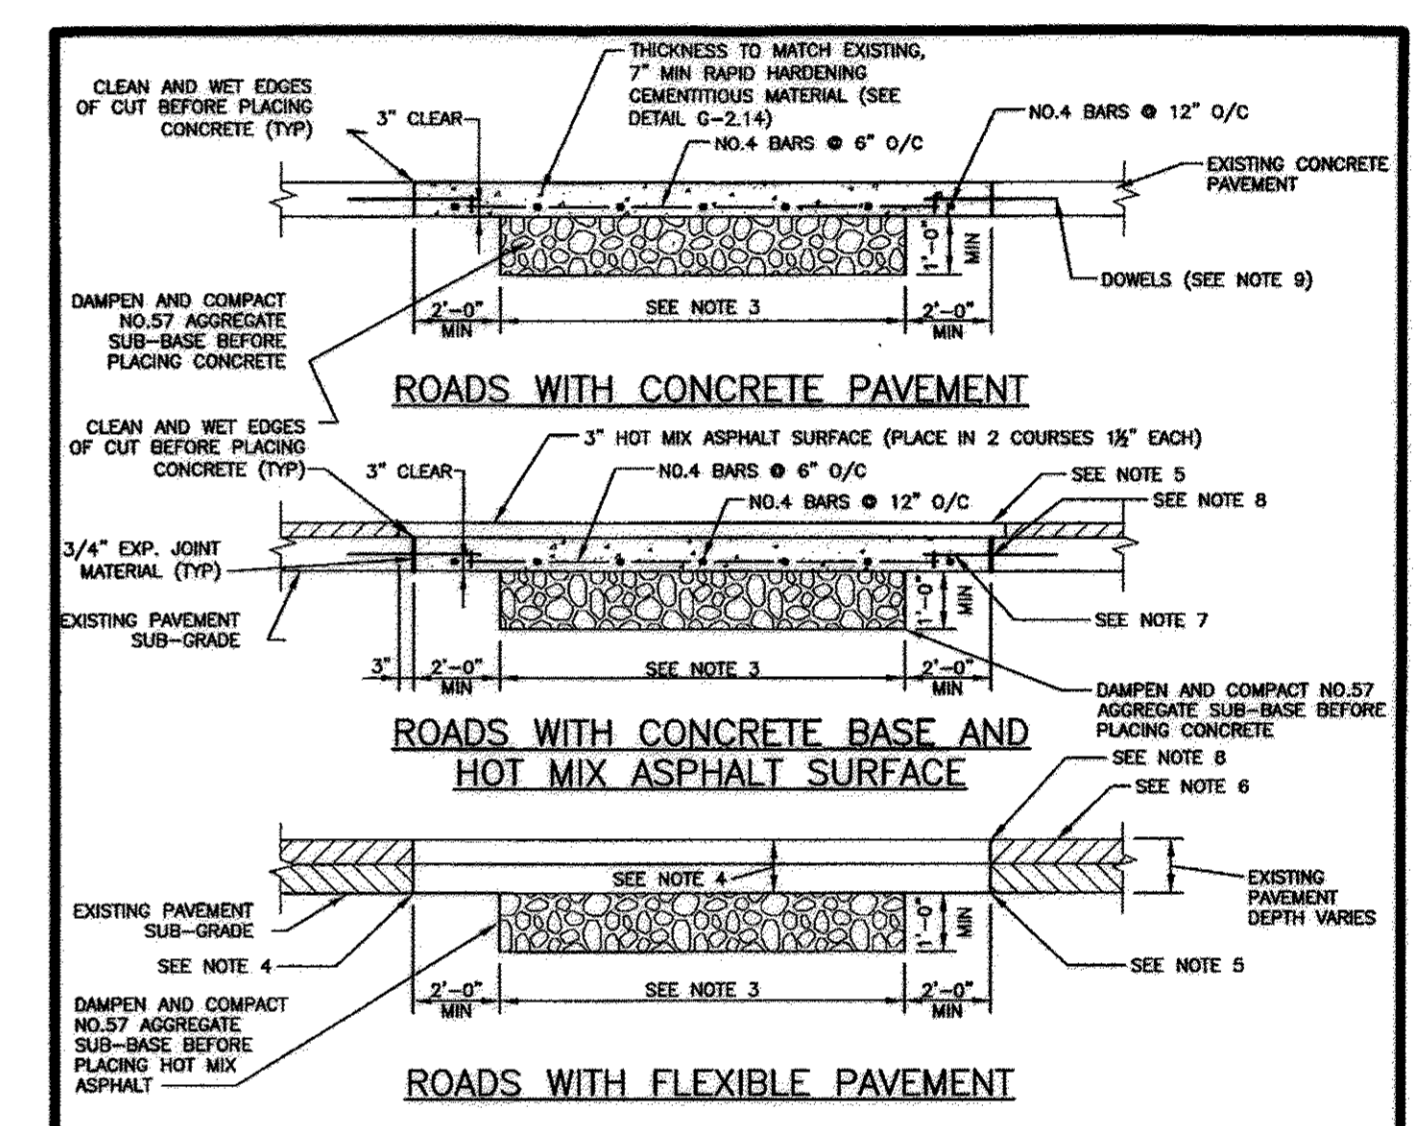 THICKNESS TO MATCH EXISTING,
7" MIN RAPID HARDENING
CEMENTITIOUS MATERIAL (SEE
DETAIL G-2.14)
CLEAN AND WET EDGES
OF CUT BEFORE PLACING
CONCRETE (TYP)
3" CLEAR
NO.4 BARS @ 6" O/C
NO.4 BARS @ 12" O/C
EXISTING CONCRETE
PAVEMENT
1'-0"
MIN
DOWELS (SEE NOTE 9)
DAMPEN AND COMPACT
NO.57 AGGREGATE
SUB-BASE BEFORE
PLACING CONCRETE
2'-0"
MIN
SEE NOTE 3
2'-0"
MIN
ROADS WITH CONCRETE PAVEMENT
CLEAN AND WET EDGES
OF CUT BEFORE PLACING
CONCRETE (TYP)
3" HOT MIX ASPHALT SURFACE (PLACE IN 2 COURSES 1½" EACH)
3" CLEAR
NO.4 BARS @ 6" O/C
NO.4 BARS @ 12" O/C
SEE NOTE 5
SEE NOTE 8
3/4" EXP. JOINT
MATERIAL (TYP)
EXISTING PAVEMENT
SUB-GRADE
1'-0"
MIN
SEE NOTE 7
3"
2'-0"
MIN
SEE NOTE 3
2'-0"
MIN
DAMPEN AND COMPACT NO.57
AGGREGATE SUB-BASE BEFORE
PLACING CONCRETE
ROADS WITH CONCRETE BASE AND
HOT MIX ASPHALT SURFACE
SEE NOTE 8
SEE NOTE 6
SEE NOTE 4
EXISTING
PAVEMENT
DEPTH VARIES
EXISTING PAVEMENT
SUB-GRADE
1'-0"
MIN
SEE NOTE 4
SEE NOTE 5
2'-0"
MIN
SEE NOTE 3
2'-0"
MIN
DAMPEN AND COMPACT
NO.57 AGGREGATE
SUB-BASE BEFORE
PLACING HOT MIX
ASPHALT
ROADS WITH FLEXIBLE PAVEMENT